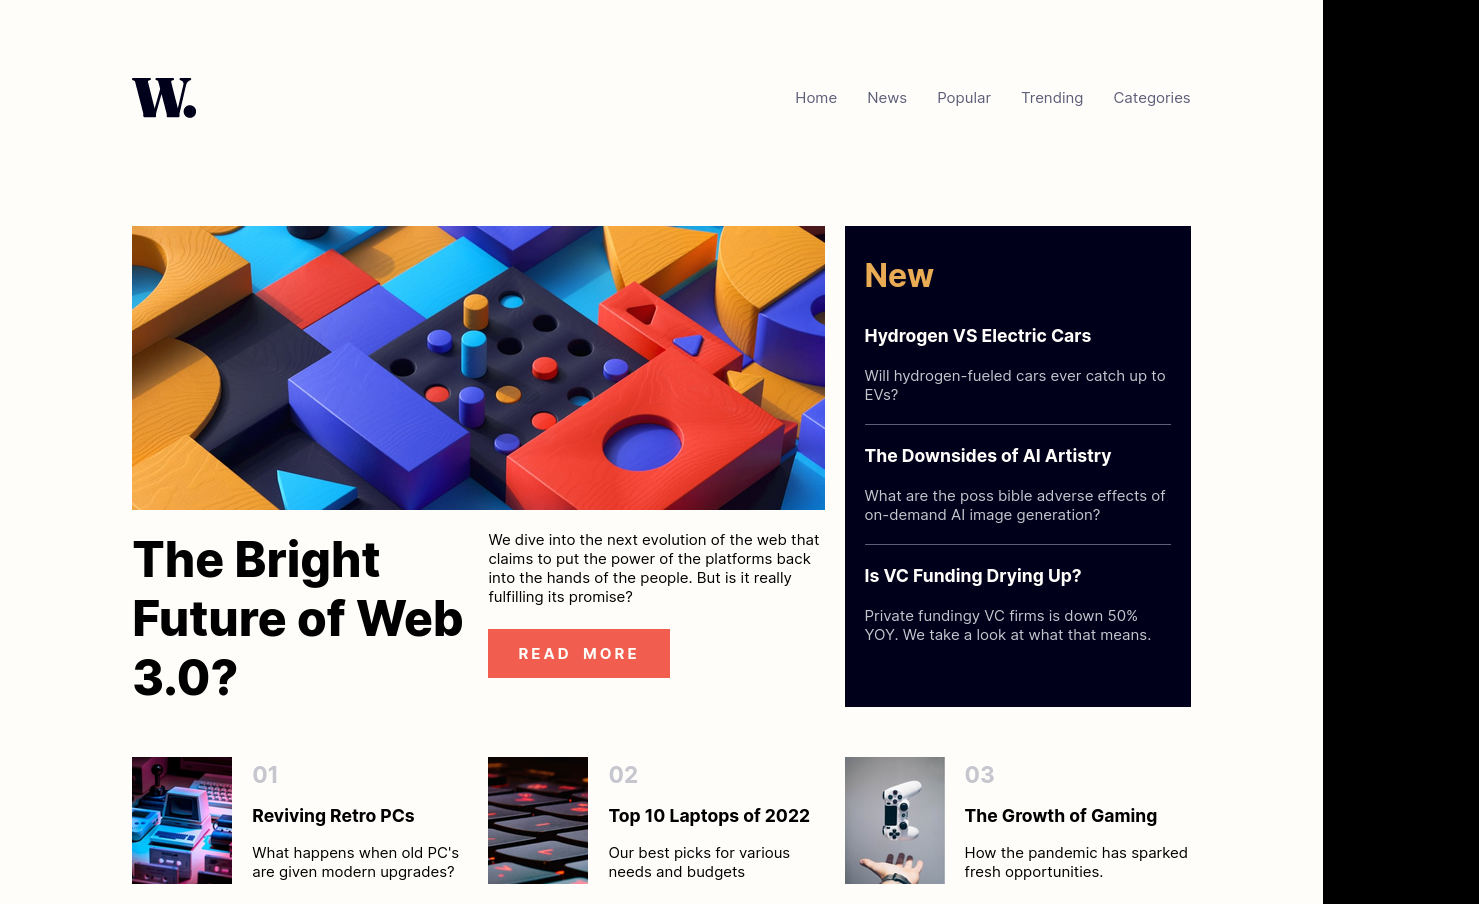 W.
Home
News
Popular
Trending
Categories
The Bright
Future of Web
3.0?
We dive into the next evolution of the web that
claims to put the power of the platforms back
into the hands of the people. But is it really
fulfilling its promise?
READ MORE
New
Hydrogen VS Electric Cars
Will hydrogen-fueled cars ever catch up to
EVs?
The Downsides of AI Artistry
What are the poss bible adverse effects of
on-demand AI image generation?
Is VC Funding Drying Up?
Private fundingy VC firms is down 50%
YOY. We take a look at what that means.
01
Reviving Retro PCs
What happens when old PC's
are given modern upgrades?
02
Top 10 Laptops of 2022
Our best picks for various
needs and budgets
03
The Growth of Gaming
How the pandemic has sparked
fresh opportunities.